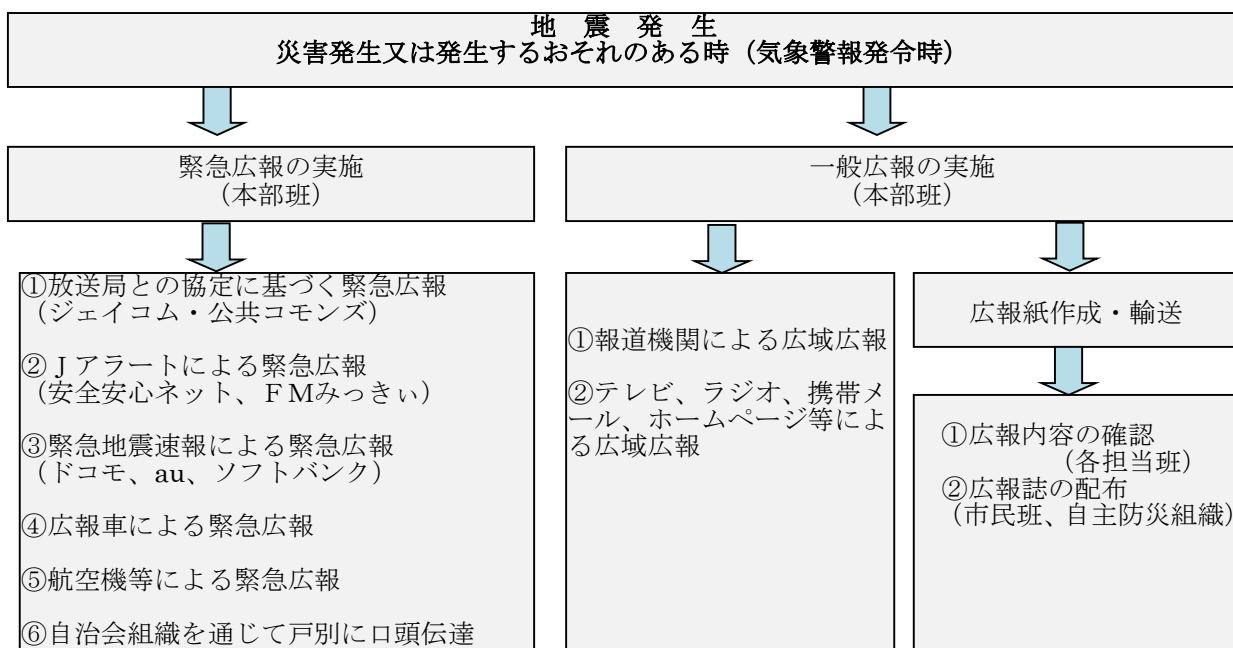 二種広報の実施手順
地　震　発　生
災害発生又は発生するおそれのある時（気象警報発令時）
緊急広報の実施
（本部班）
一般広報の実施
（本部班）
①放送局との協定に基づく緊急広報
（ジェイコム・公共コモンズ）
②Ｊアラートによる緊急広報
（安全安心ネット、ＦＭみっきぃ）
③緊急地震速報による緊急広報
（ドコモ、au、ソフトバンク）
④広報車による緊急広報
⑤航空機等による緊急広報
⑥自治会組織を通じて戸別に口頭伝達
①報道機関による広域広報
②テレビ、ラジオ、携帯メ
ール、ホームページ等によ
る広域広報
広報紙作成・輸送
①広報内容の確認
（各担当班）
②広報誌の配布
（市民班、自主防災組織）